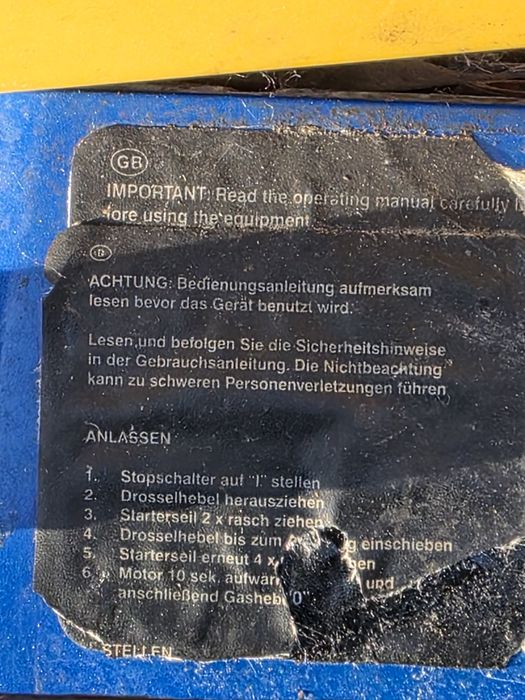 GB
IMPORTANT: Read the operating manual carefully
fore using the equipment
D
ACHTUNG: Bedienungsanleitung aufmerksam
lesen bevor das Gerät benutzt wird.
Lesen und befolgen Sie die Sicherheitshinweise
in der Gebrauchsanleitung. Die Nichtbeachtung
kann zu schweren Personenverletzungen führen
ANLASSEN
1. Stopschalter auf "I" stellen
2. Drosselhebel herausziehen
3. Starterseil 2 x rasch ziehen
4. Drosselhebel bis zum einschieben
5. Starterseil erneut 4 x
6. Motor 10 sek. und
anschließend "0"
STELLEN